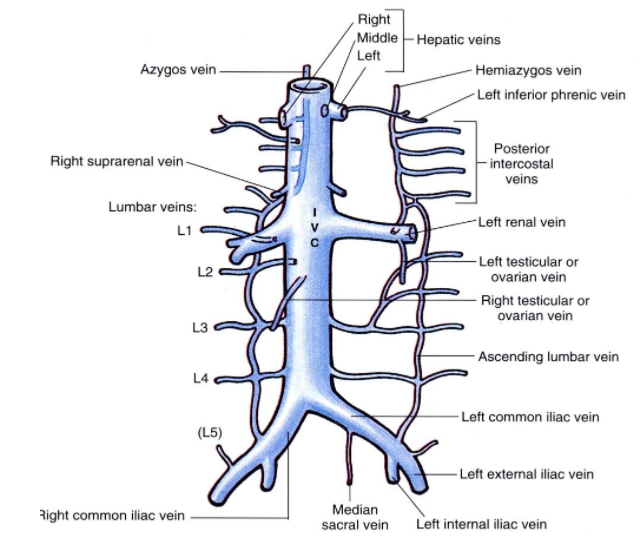 Right
Middle
Left
Hepatic veins
Azygos vein
Hemiazygos vein
Left inferior phrenic vein
Posterior
intercostal
veins
Right suprarenal vein
Lumbar veins:
L1
I
V
C
Left renal vein
L2
Left testicular or
ovarian vein
Right testicular or
ovarian vein
L3
Ascending lumbar vein
L4
Left common iliac vein
(L5)
Left external iliac vein
Right common iliac vein
Median
sacral vein
Left internal iliac vein